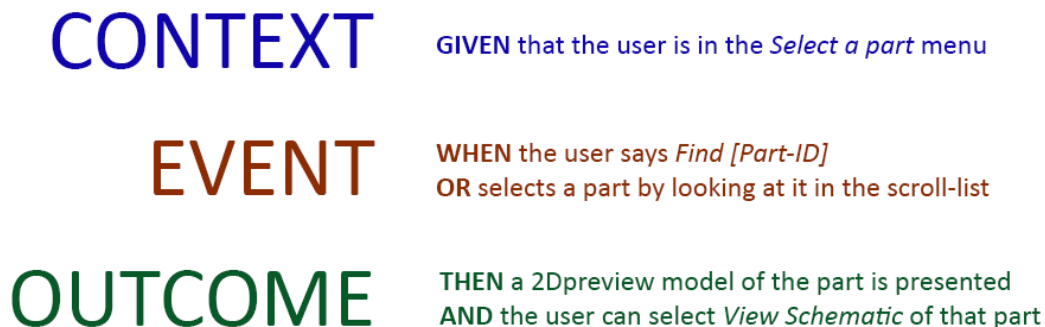 CONTEXT
GIVEN that the user is in the Select a part menu
EVENT
WHEN the user says Find [Part-ID]
OR selects a part by looking at it in the scroll-list
OUTCOME
THEN a 2Dpreview model of the part is presented
AND the user can select View Schematic of that part